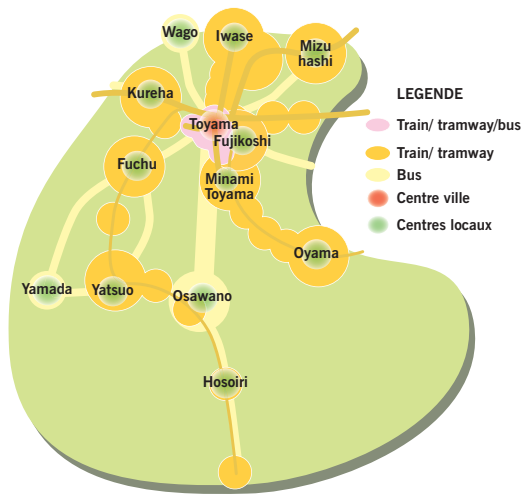 Wago
Iwase
Mizu
hashi
Kureha
Toyama
Fujikoshi
Fuchu
Minami
Toyama
Oyama
Yamada
Yatsuo
Osawano
Hosoiri
LEGENDE
Train/ tramway/bus
Train/ tramway
Bus
Centre ville
Centres locaux